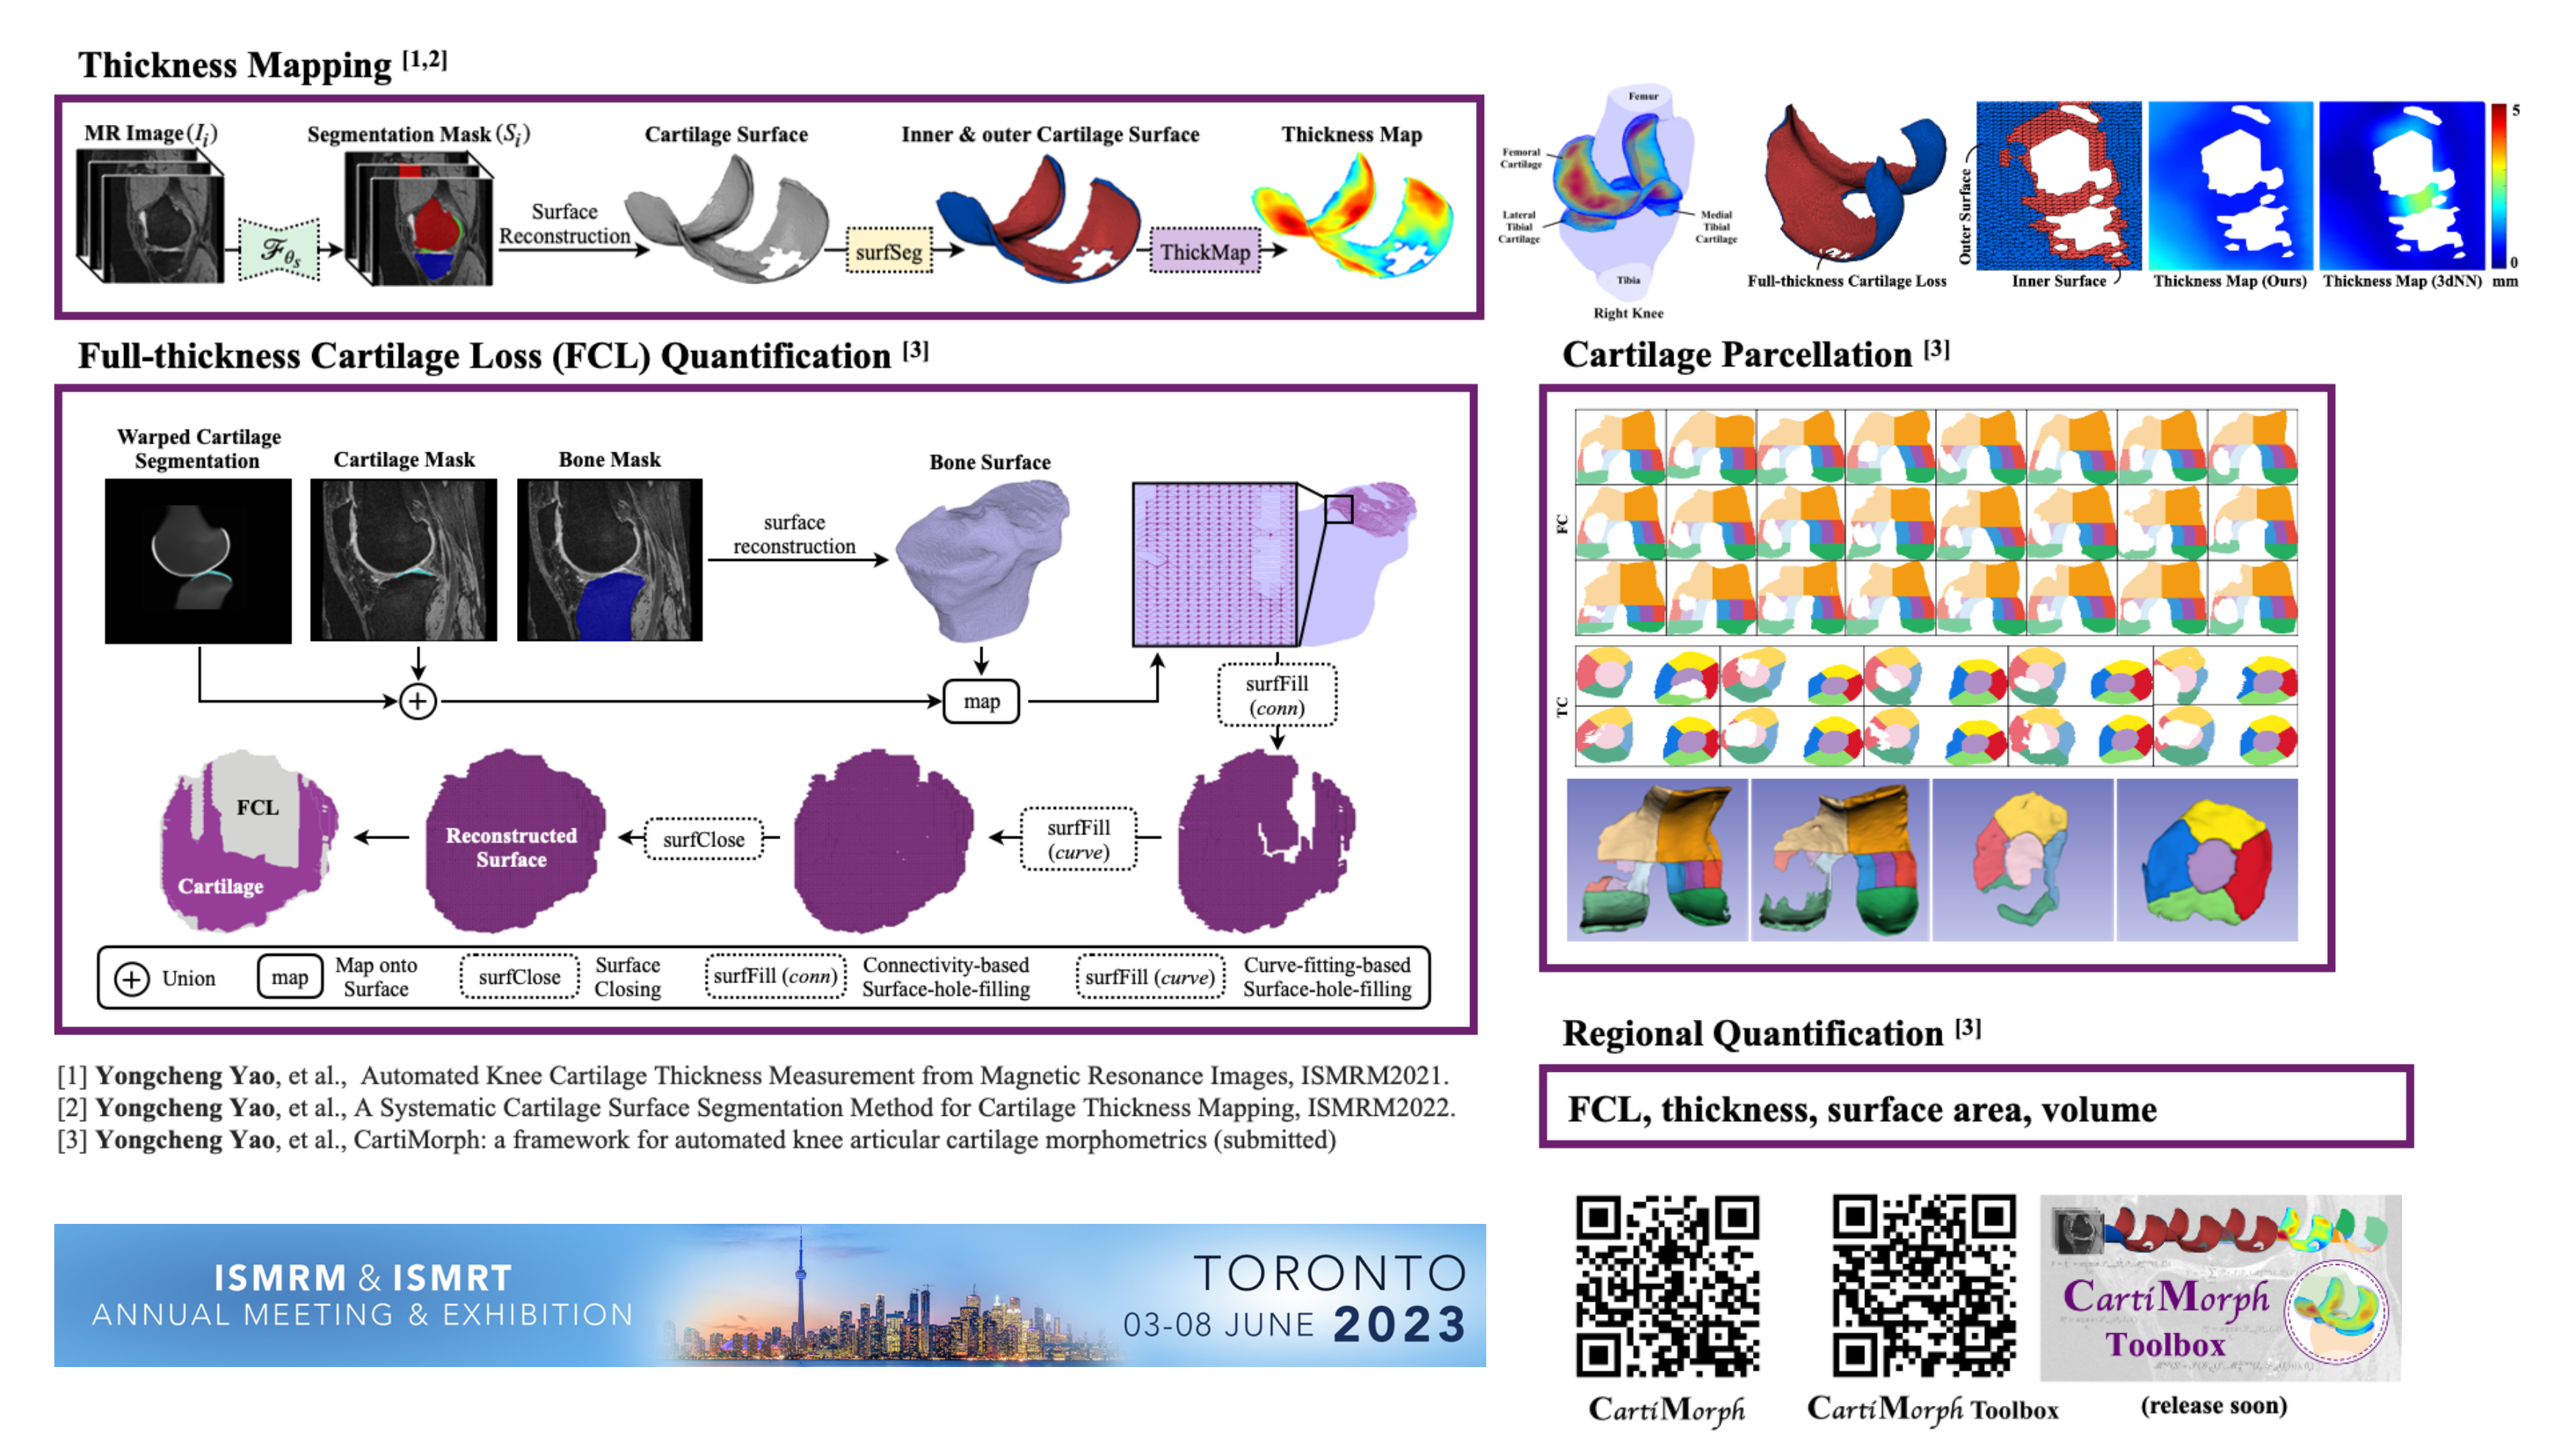 Thickness Mapping [1,2]
MR Image (I_i)
Segmentation Mask (S_i)
Cartilage Surface
Inner & outer Cartilage Surface
Thickness Map
ℱ_θs
Surface
Reconstruction
surfSeg
ThickMap
Femur
Femoral
Cartilage
Lateral
Tibial
Cartilage
Medial
Tibial
Cartilage
Tibia
Right Knee
Full-thickness Cartilage Loss
Outer Surface
Inner Surface
Thickness Map (Ours)
Thickness Map (3dNN)
5
0
mm
Full-thickness Cartilage Loss (FCL) Quantification [3]
Warped Cartilage
Segmentation
Cartilage Mask
Bone Mask
surface
reconstruction
Bone Surface
+
map
surfFill
(conn)
FCL
Cartilage
Reconstructed
Surface
surfClose
surfFill
(curve)
+ Union
map
Map onto
Surface
surfClose
Surface
Closing
surfFill (conn)
Connectivity-based
Surface-hole-filling
surfFill (curve)
Curve-fitting-based
Surface-hole-filling
Cartilage Parcellation [3]
FC
TC
Regional Quantification [3]
FCL, thickness, surface area, volume
[1] Yongcheng Yao, et al., Automated Knee Cartilage Thickness Measurement from Magnetic Resonance Images, ISMRM2021.
[2] Yongcheng Yao, et al., A Systematic Cartilage Surface Segmentation Method for Cartilage Thickness Mapping, ISMRM2022.
[3] Yongcheng Yao, et al., CartiMorph: a framework for automated knee articular cartilage morphometrics (submitted)
ISMRM & ISMRT
ANNUAL MEETING & EXHIBITION
TORONTO
03-08 JUNE 2023
CartiMorph
CartiMorph Toolbox
CartiMorph
Toolbox
(release soon)